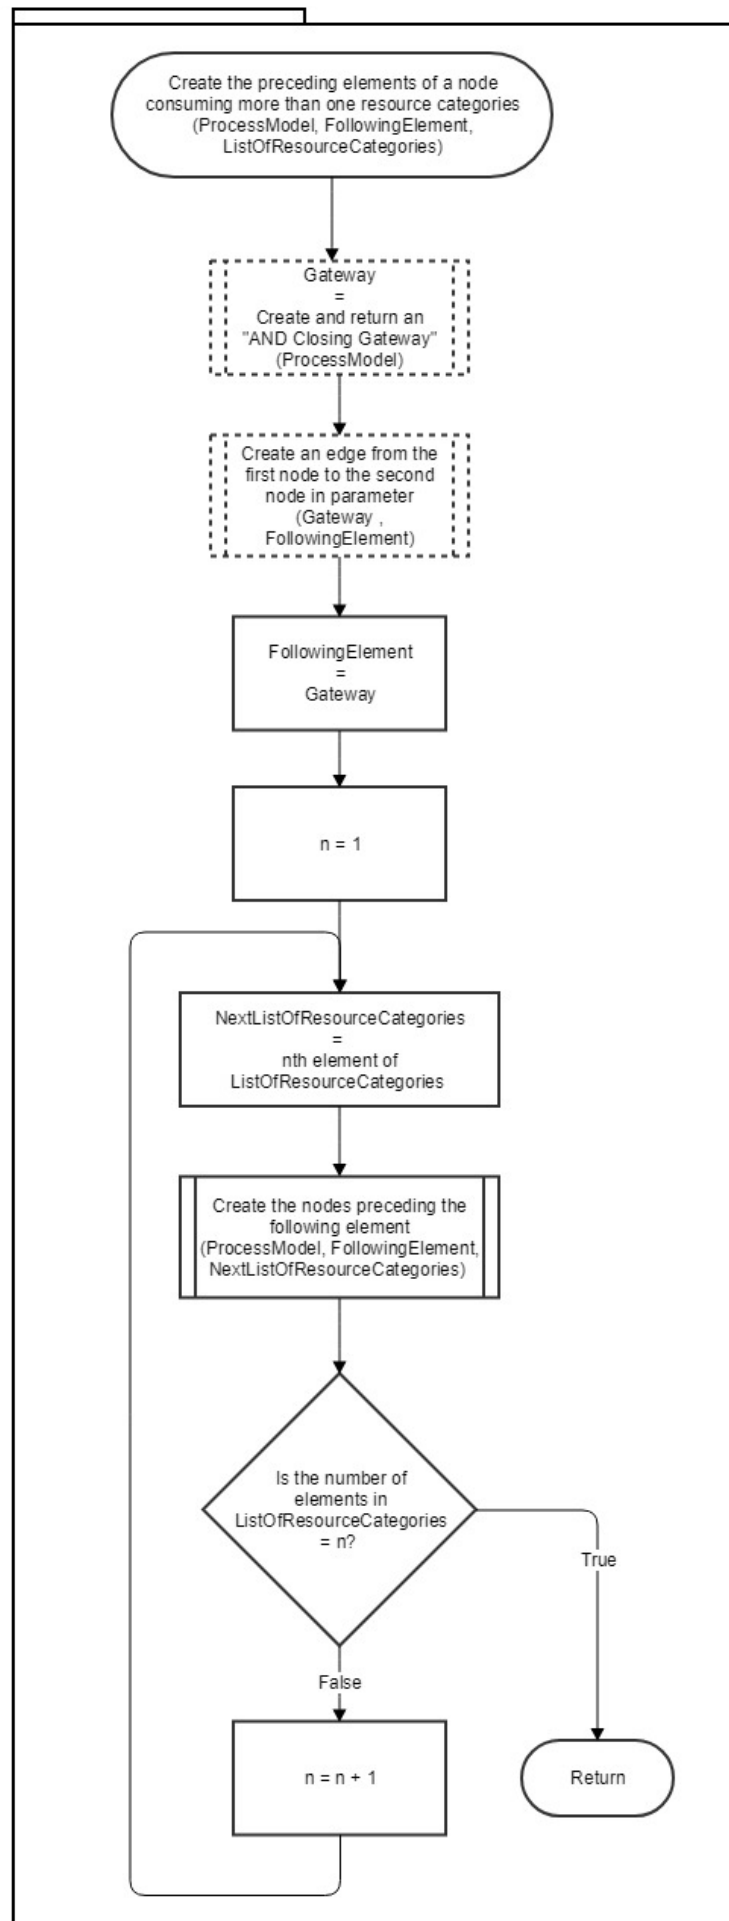 Create the preceding elements of a node
consuming more than one resource categories
(ProcessModel, FollowingElement,
ListOfResourceCategories)
Gateway
=
Create and return an
"AND Closing Gateway"
(ProcessModel)
Create an edge from the
first node to the second
node in parameter
(Gateway ,
FollowingElement)
FollowingElement
=
Gateway
n = 1
NextListOfResourceCategories
=
nth element of
ListOfResourceCategories
Create the nodes preceding the
following element
(ProcessModel, FollowingElement,
NextListOfResourceCategories)
Is the number of
elements in
ListOfResourceCategories
= n?
True
False
n = n + 1
Return